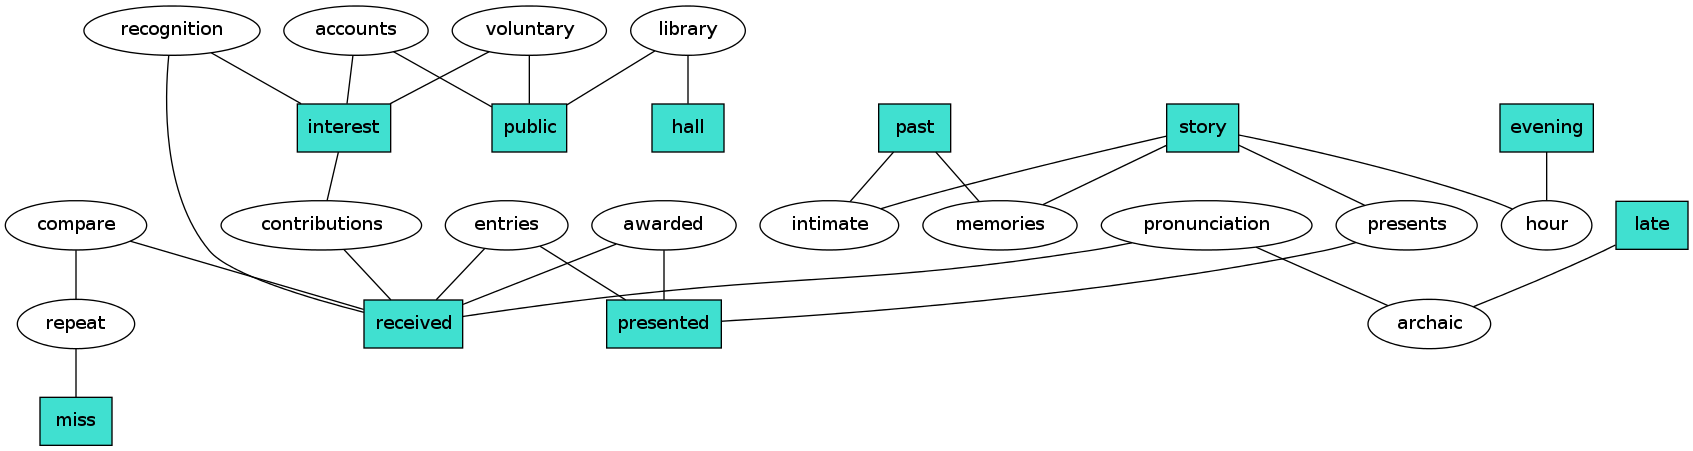 recognition accounts voluntary library
interest public hall past story evening
compare contributions entries awarded intimate memories pronunciation presents hour late
repeat received presented archaic
miss